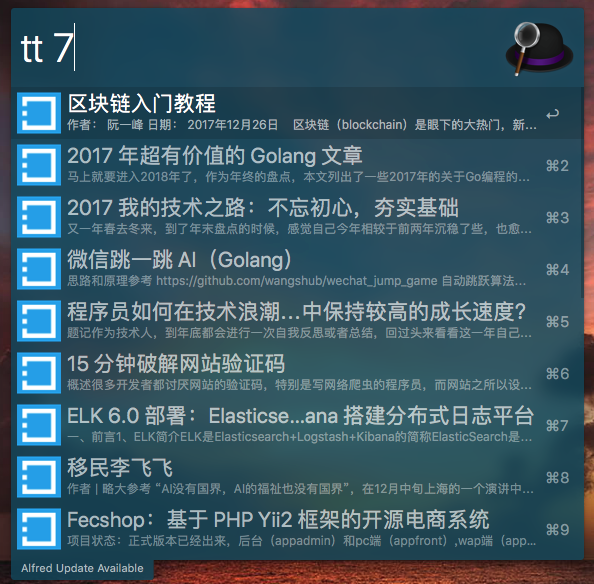 tt 7
区块链入门教程
作者： 阮一峰 日期： 2017年12月26日 区块链（blockchain）是眼下的大热门，新…
↩
2017 年超有价值的 Golang 文章
马上就要进入2018年了，作为年终的盘点，本文列出了一些2017年的关于Go编程的…
⌘2
2017 我的技术之路：不忘初心，夯实基础
又一年春去冬来，到了年末盘点的时候，感觉自己今年相较于前两年沉稳了些，也愈…
⌘3
微信跳一跳 AI（Golang）
思路和原理参考 https://github.com/wangshub/wechat_jump_game 自动跳跃算法…
⌘4
程序员如何在技术浪潮…中保持较高的成长速度？
题记作为技术人，到年底都会进行一次自我反思或者总结，回过头来看看这一年自己…
⌘5
15 分钟破解网站验证码
概述很多开发者都讨厌网站的验证码，特别是写网络爬虫的程序员，而网站之所以设…
⌘6
ELK 6.0 部署：Elasticse…ana 搭建分布式日志平台
一、前言1、ELK简介ELK是Elasticsearch+Logstash+Kibana的简称ElasticSearch是…
⌘7
移民李飞飞
作者 | 略大参考 “AI没有国界，AI的福祉也没有国界”，在12月中旬上海的一个演讲中…
⌘8
Fecshop：基于 PHP Yii2 框架的开源电商系统
项目状态：正式版本已经出来，后台（appadmin）和pc端（appfront）,wap端（app…
⌘9
Alfred Update Available